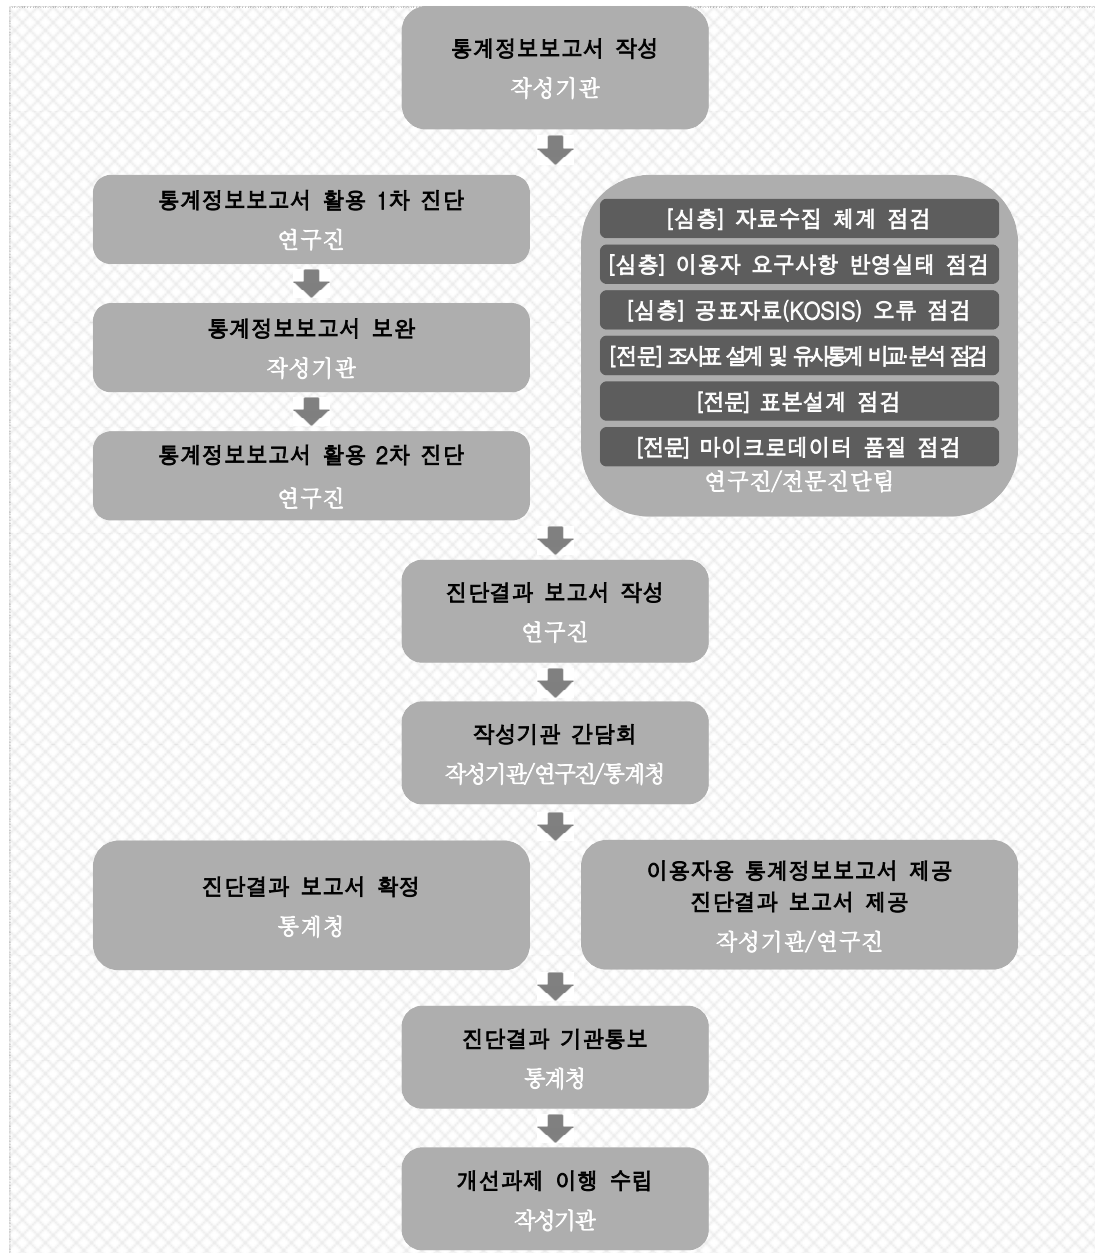 통계정보보고서 작성
작성기관
통계정보보고서 활용 1차 진단
연구진
통계정보보고서 보완
작성기관
통계정보보고서 활용 2차 진단
연구진
[심층] 자료수집 체계 점검
[심층] 이용자 요구사항 반영실태 점검
[심층] 공표자료(KOSIS) 오류 점검
[전문] 조사표 설계 및 유사통계 비교·분석 점검
[전문] 표본설계 점검
[전문] 마이크로데이터 품질 점검
연구진/전문진단팀
진단결과 보고서 작성
연구진
작성기관 간담회
작성기관/연구진/통계청
진단결과 보고서 확정
통계청
이용자용 통계정보보고서 제공
진단결과 보고서 제공
작성기관/연구진
진단결과 기관통보
통계청
개선과제 이행 수립
작성기관